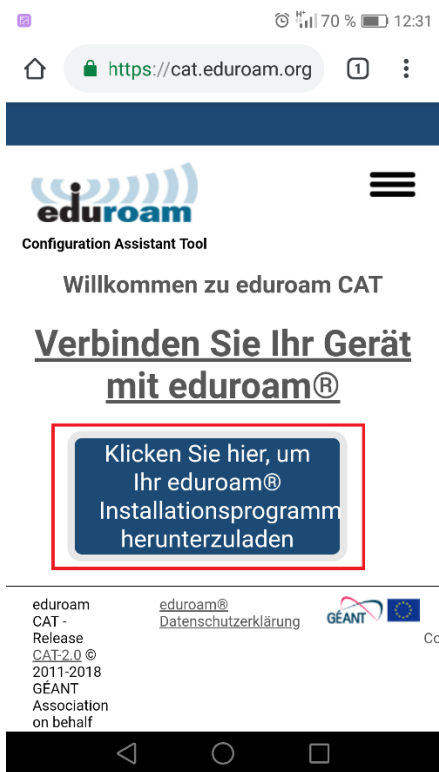 70 % 12:31
https://cat.eduroam.org 1
eduroam
Configuration Assistant Tool
Willkommen zu eduroam CAT
Verbinden Sie Ihr Gerät
mit eduroam®
Klicken Sie hier, um
Ihr eduroam®
Installationsprogramm
herunterzuladen
eduroam
CAT -
Release
CAT-2.0 ©
2011-2018
GÉANT
Association
on behalf
eduroam®
Datenschutzerklärung
GÉANT
Co